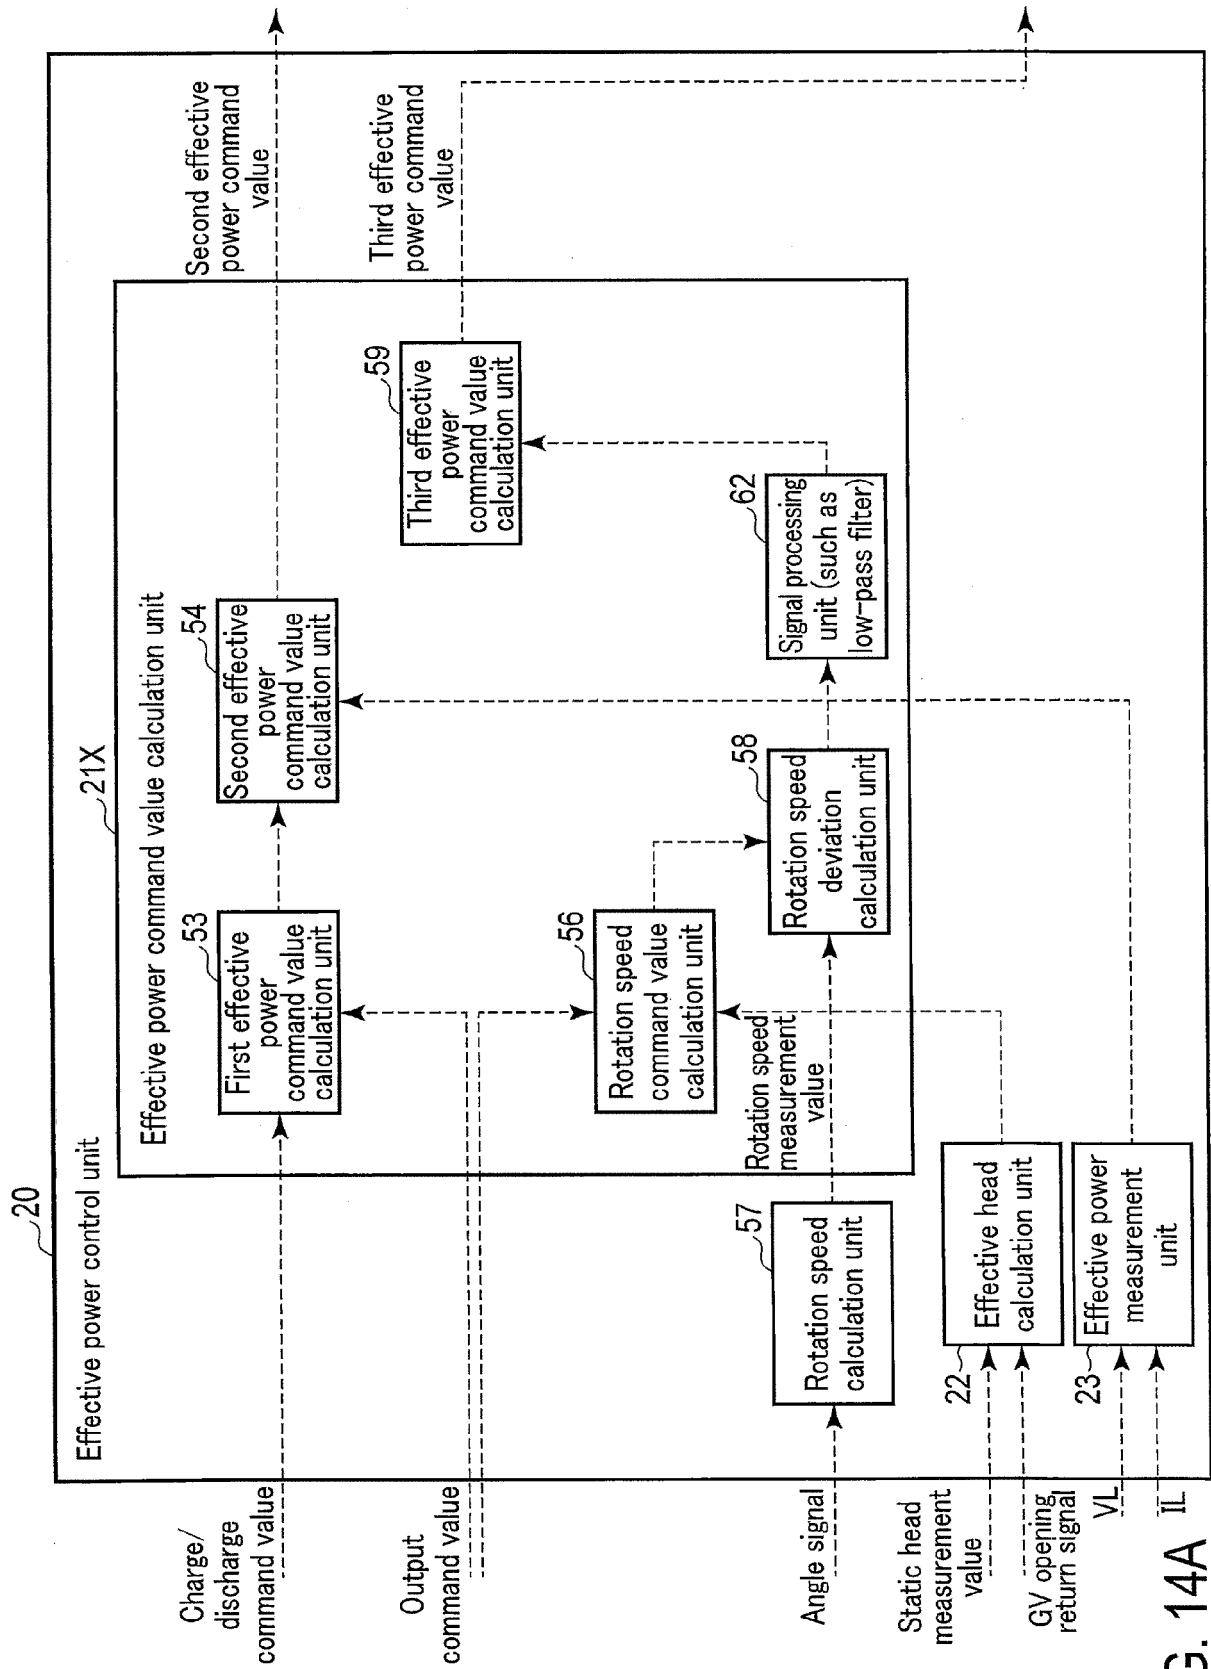 20
Effective power control unit
21X
Effective power command value calculation unit
Charge/
discharge
command value
53
First effective
power
command value
calculation unit
54
Second effective
power
command value
calculation unit
Second effective
power command
value
Output
command value
59
Third effective
power
command value
calculation unit
Third effective
power command
value
56
Rotation speed
command value
calculation unit
Rotation speed
measurement
value
Angle signal
57
Rotation speed
calculation unit
58
Rotation speed
deviation
calculation unit
62
Signal processing
unit (such as
low-pass filter)
Static head
measurement
value
GV opening
return signal
22
Effective head
calculation unit
VL
IL
23
Effective power
measurement
unit
G. 14A